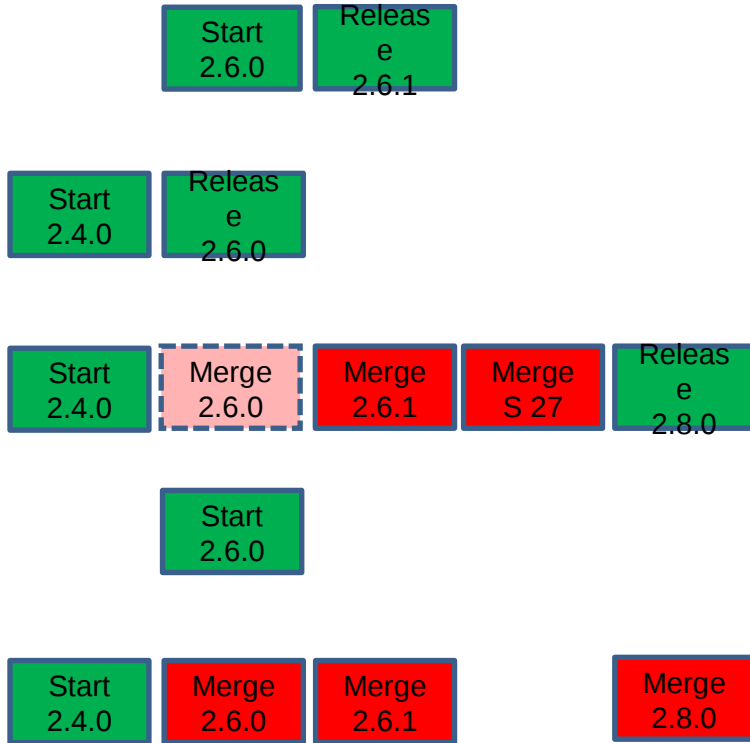 Start
2.6.0
Releas
e
2.6.1
Start
2.4.0
Releas
e
2.6.0
Start
2.4.0
Merge
2.6.0
Merge
2.6.1
Merge
S 27
Releas
e
2.8.0
Start
2.6.0
Start
2.4.0
Merge
2.6.0
Merge
2.6.1
Merge
2.8.0